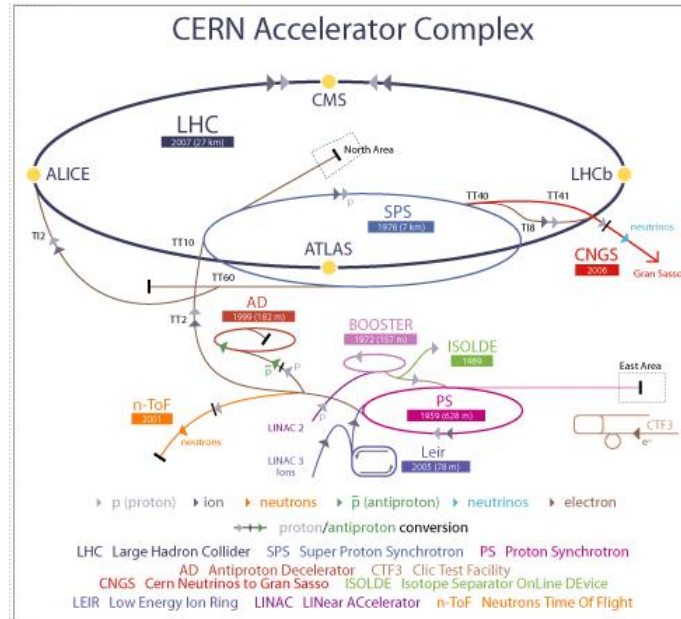 CERN Accelerator Complex
CMS
LHC
2007 (27 km)
North Area
ALICE
LHCb
TT40
TT41
SPS
1976 (7 km)
p
TI8
TI2
TT10
ATLAS
neutrinos
CNGS
2006
Gran Sasso
TT60
AD
1999 (182 m)
TT2
BOOSTER
1972 (157 m)
ISOLDE
1989
p
p̅
East Area
n-ToF
2001
PS
1959 (628 m)
neutrons
LINAC 2
p
CTF3
e⁻
LINAC 3
Ions
Leir
2005 (78 m)
p (proton) ion neutrons p̅ (antiproton) neutrinos electron
proton/antiproton conversion
LHC Large Hadron Collider SPS Super Proton Synchrotron PS Proton Synchrotron
AD Antiproton Decelerator CTF3 Clic Test Facility
CNGS Cern Neutrinos to Gran Sasso ISOLDE Isotope Separator OnLine DEvice
LEIR Low Energy Ion Ring LINAC LINear ACcelerator n-ToF Neutrons Time Of Flight